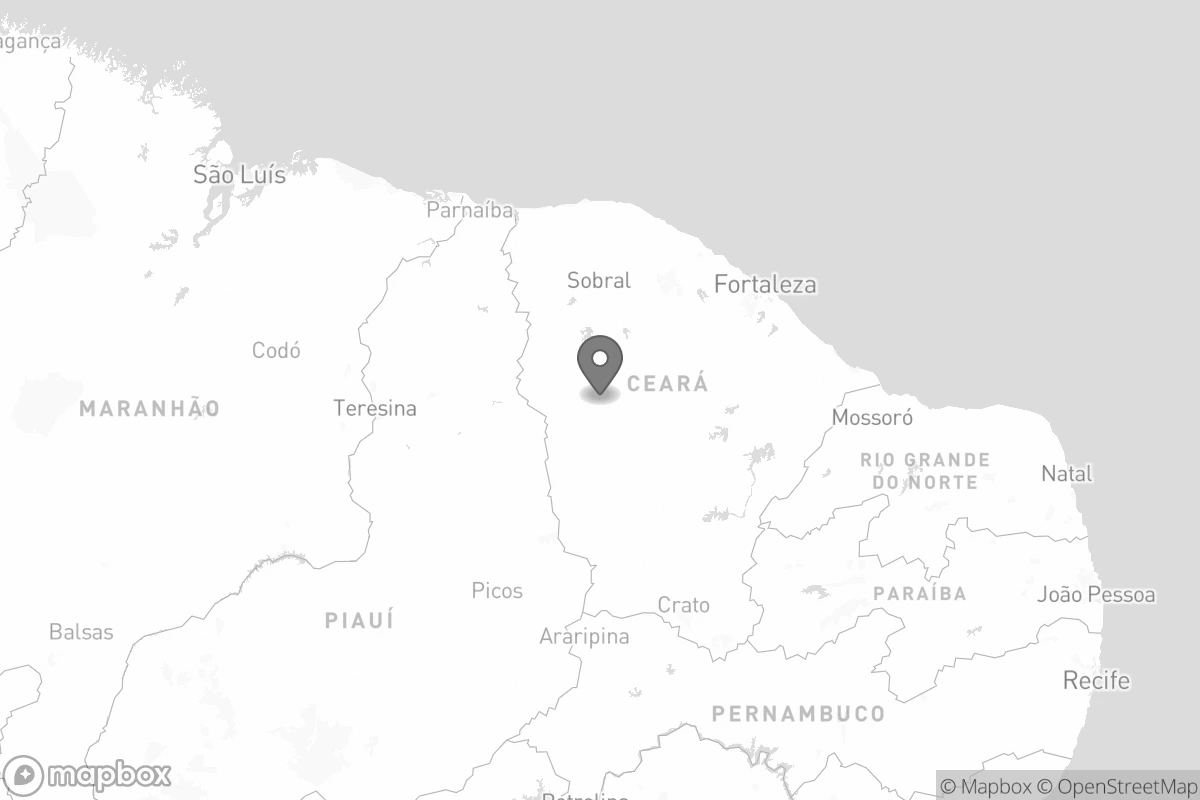 agança
São Luís
Parnaíba
Sobral
Fortaleza
Codó
CEARÁ
MARANHÃO
Teresina
Mossoró
RIO GRANDE
DO NORTE
Natal
Picos
PARAÍBA
João Pessoa
Crato
PIAUÍ
Balsas
Araripina
Recife
PERNAMBUCO
mapbox
© Mapbox © OpenStreetMap